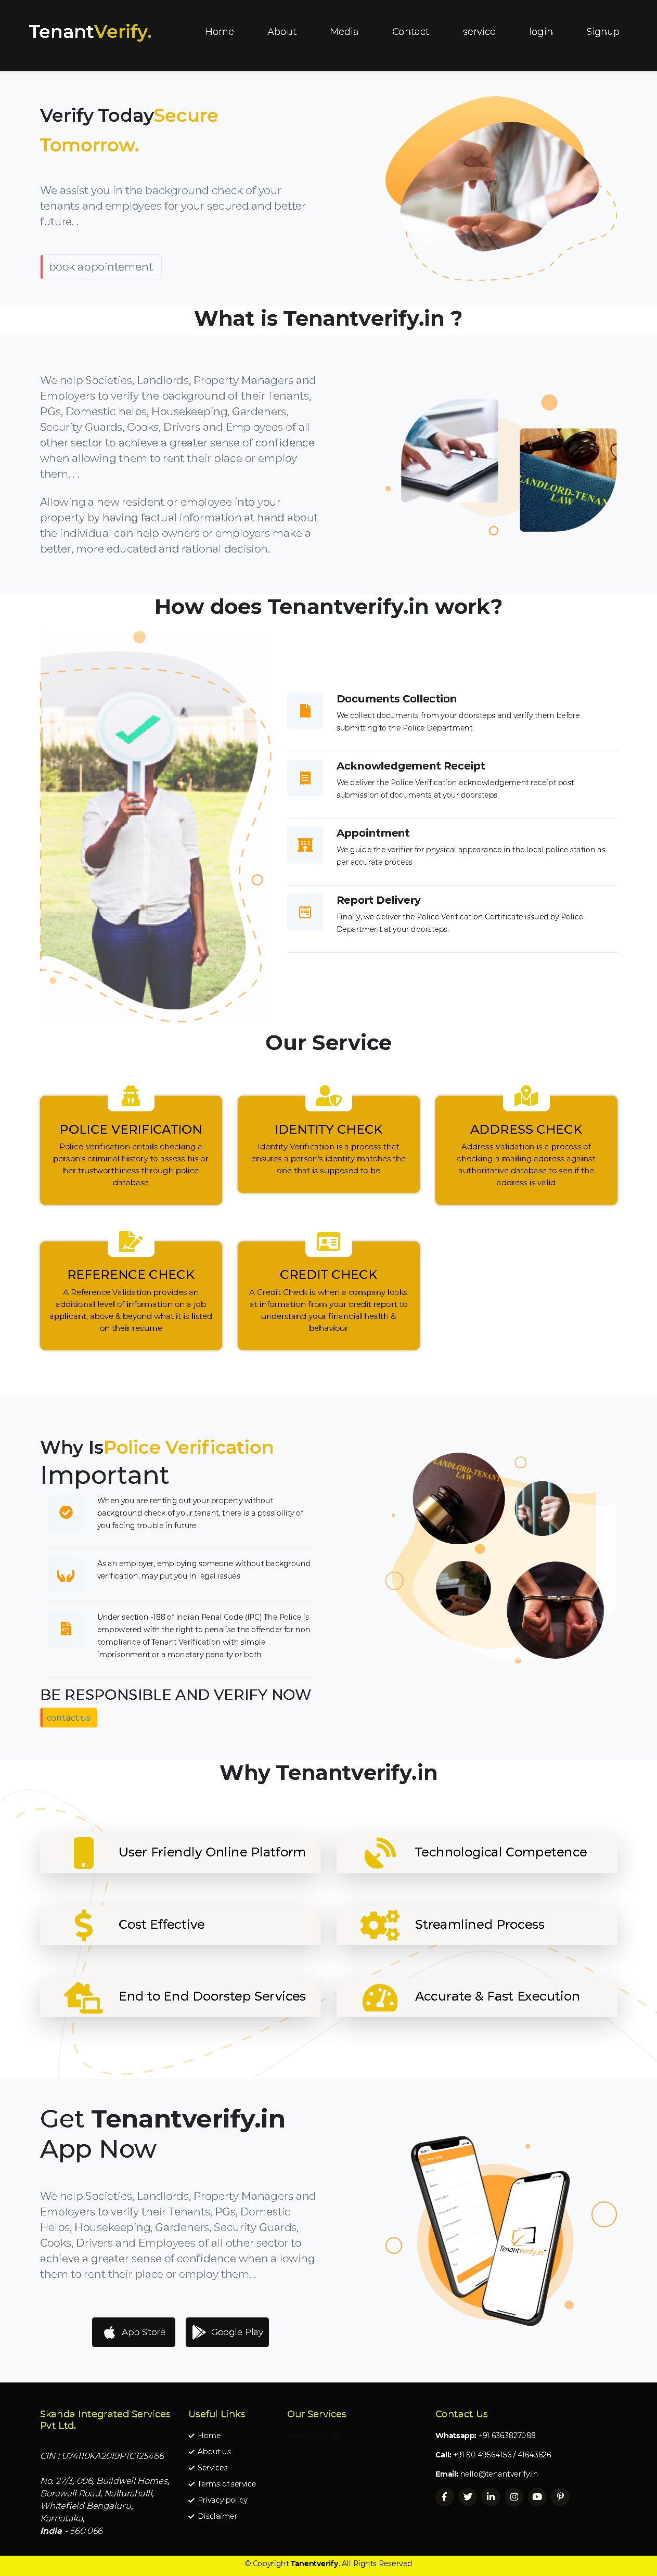 TenantVerify.
Home About Media Contact service login Signup
Verify TodaySecure
Tomorrow.
We assist you in the background check of your
tenants and employees for your secured and better
future. .
book appointement
What is Tenantverify.in ?
We help Societies, Landlords, Property Managers and
Employers to verify the background of their Tenants,
PGs, Domestic helps, Housekeeping, Gardeners,
Security Guards, Cooks, Drivers and Employees of all
other sector to achieve a greater sense of confidence
when allowing them to rent their place or employ
them. . .
Allowing a new resident or employee into your
property by having factual information at hand about
the individual can help owners or employers make a
better, more educated and rational decision.
LANDLORD-TENAN
LAW
How does Tenantverify.in work?
Documents Collection
We collect documents from your doorsteps and verify them before
submitting to the Police Department.
Acknowledgement Receipt
We deliver the Police Verification acknowledgement receipt post
submission of documents at your doorsteps.
Appointment
We guide the verifier for physical appearance in the local police station as
per accurate process
Report Delivery
Finally, we deliver the Police Verification Certificate issued by Police
Department at your doorsteps.
Our Service
POLICE VERIFICATION
Police Verification entails checking a
person's criminal history to assess his or
her trustworthiness through police
database
IDENTITY CHECK
Identity Verification is a process that
ensures a person's identity matches the
one that is supposed to be
ADDRESS CHECK
Address Validation is a process of
checking a mailing address against
authoritative database to see if the
address is valid
REFERENCE CHECK
A Reference Validation provides an
additional level of information on a job
applicant, above & beyond what it is listed
on their resume
CREDIT CHECK
A Credit Check is when a company looks
at information from your credit report to
understand your financial health &
behaviour
Why IsPolice Verification
Important
When you are renting out your property without
background check of your tenant, there is a possibility of
you facing trouble in future
As an employer, employing someone without background
verification, may put you in legal issues
Under section -188 of Indian Penal Code (IPC) The Police is
empowered with the right to penalise the offender for non
compliance of Tenant Verification with simple
imprisonment or a monetary penalty or both
BE RESPONSIBLE AND VERIFY NOW
contact us
LANDLORD-TENANT
LAW
Why Tenantverify.in
User Friendly Online Platform
Technological Competence
Cost Effective
Streamlined Process
End to End Doorstep Services
Accurate & Fast Execution
Get Tenantverify.in
App Now
We help Societies, Landlords, Property Managers and
Employers to verify their Tenants, PGs, Domestic
Helps, Housekeeping, Gardeners, Security Guards,
Cooks, Drivers and Employees of all other sector to
achieve a greater sense of confidence when allowing
them to rent their place or employ them. .
App Store
Google Play
Tenantverify.in
Skanda Integrated Services
Pvt Ltd.
CIN : U74110KA2019PTC125486
No. 27/3, 006, Buildwell Homes,
Borewell Road, Nallurahalli,
Whitefield Bengaluru,
Karnataka,
India - 560 066
Useful Links
Home
About us
Services
Terms of service
Privacy policy
Disclaimer
Our Services
Contact Us
Whatsapp: +91 6363827088
Call: +91 80 49564156 / 41643626
Email: hello@tenantverify.in
© Copyright Tanentverify. All Rights Reserved